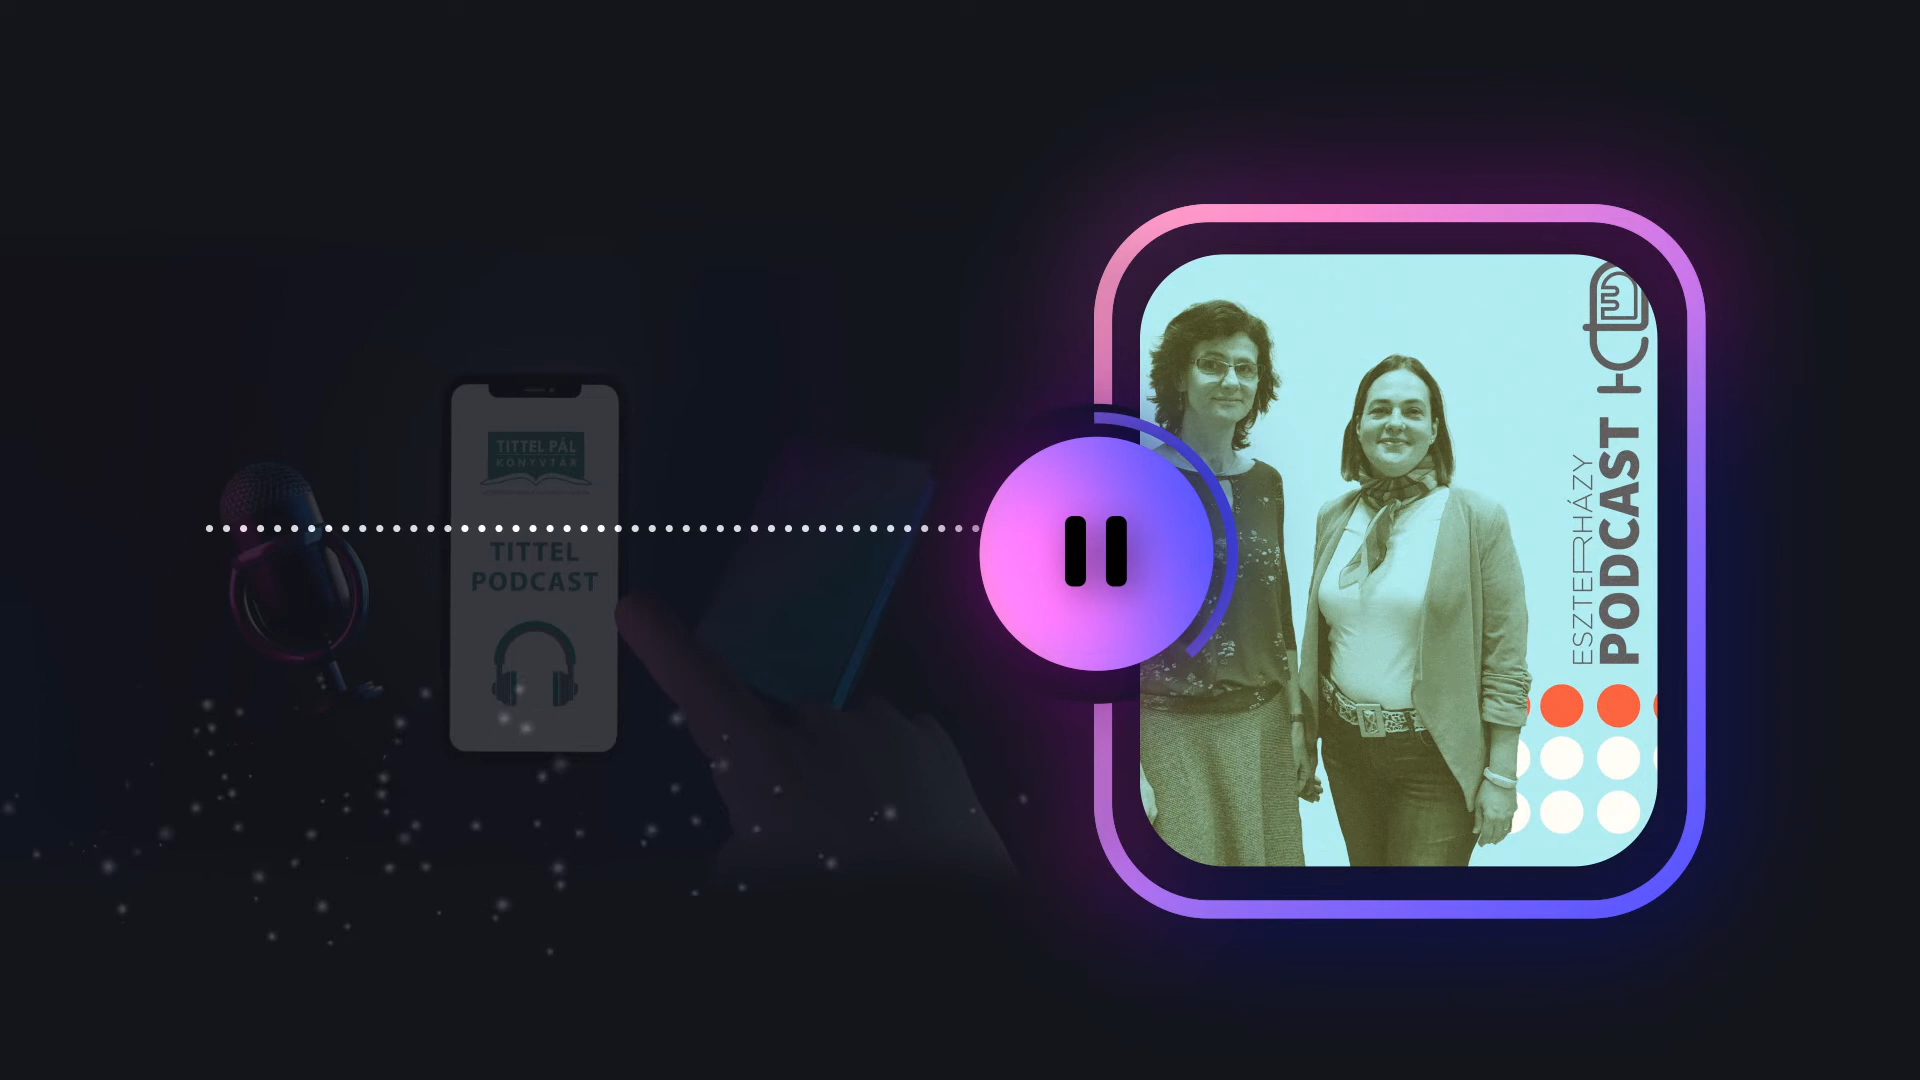 TITTEL PÁL
KÖNYVTÁR
TITTEL
PODCAST
ESZTERHÁZY
PODCAST